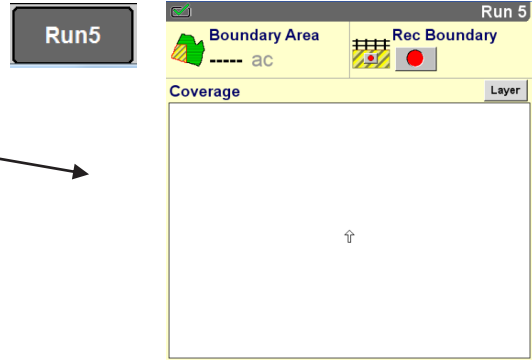 Run5
Run 5
Boundary Area
----- ac
Rec Boundary
Coverage
Layer